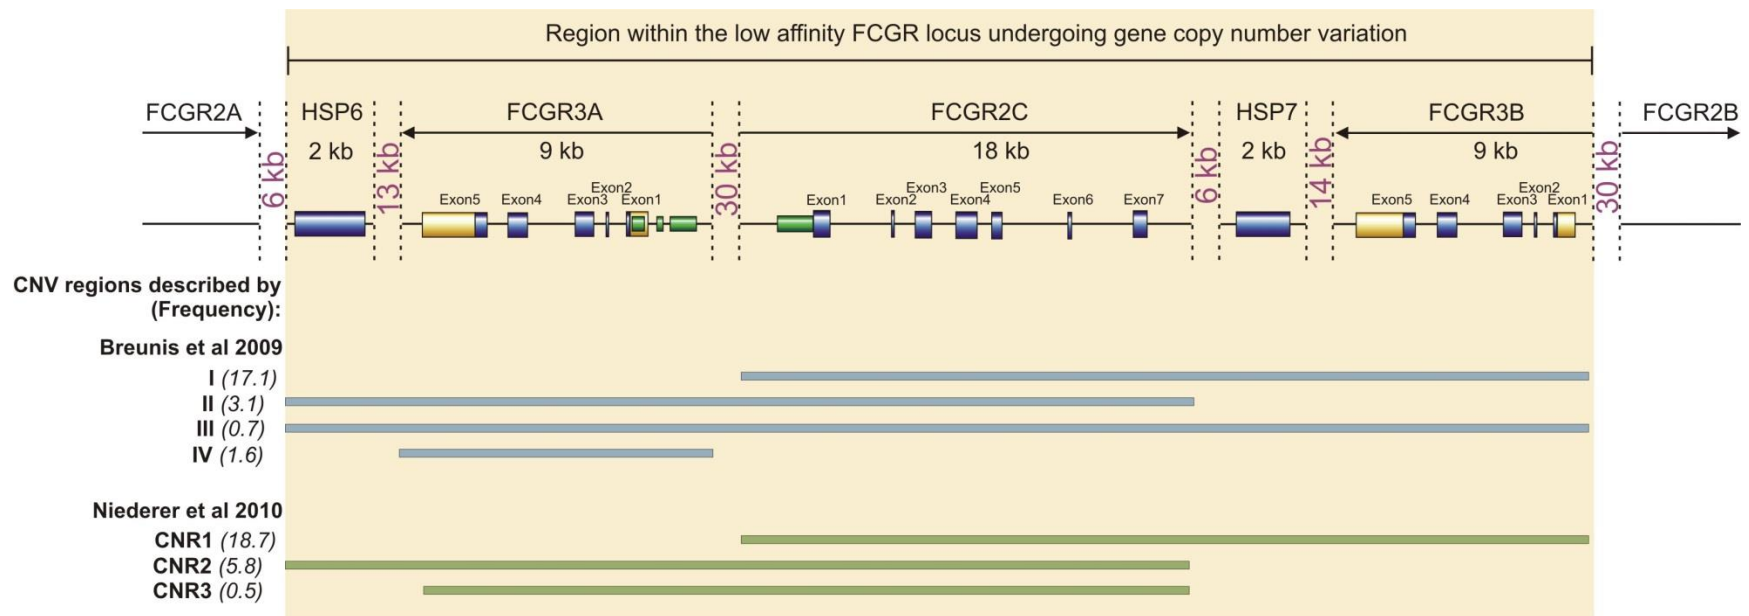 Region within the low affinity FCGR locus undergoing gene copy number variation
FCGR2A HSP6 FCGR3A FCGR2C HSP7 FCGR3B FCGR2B
2 kb 9 kb 18 kb 2 kb 9 kb
6 kb 13 kb 30 kb 6 kb 14 kb 30 kb
Exon5 Exon4 Exon3 Exon2 Exon1 Exon1 Exon2 Exon3 Exon4 Exon5 Exon6 Exon7 Exon5 Exon4 Exon3 Exon2 Exon1
CNV regions described by
(Frequency):
Breunis et al 2009
I (17.1)
II (3.1)
III (0.7)
IV (1.6)
Niederer et al 2010
CNR1 (18.7)
CNR2 (5.8)
CNR3 (0.5)